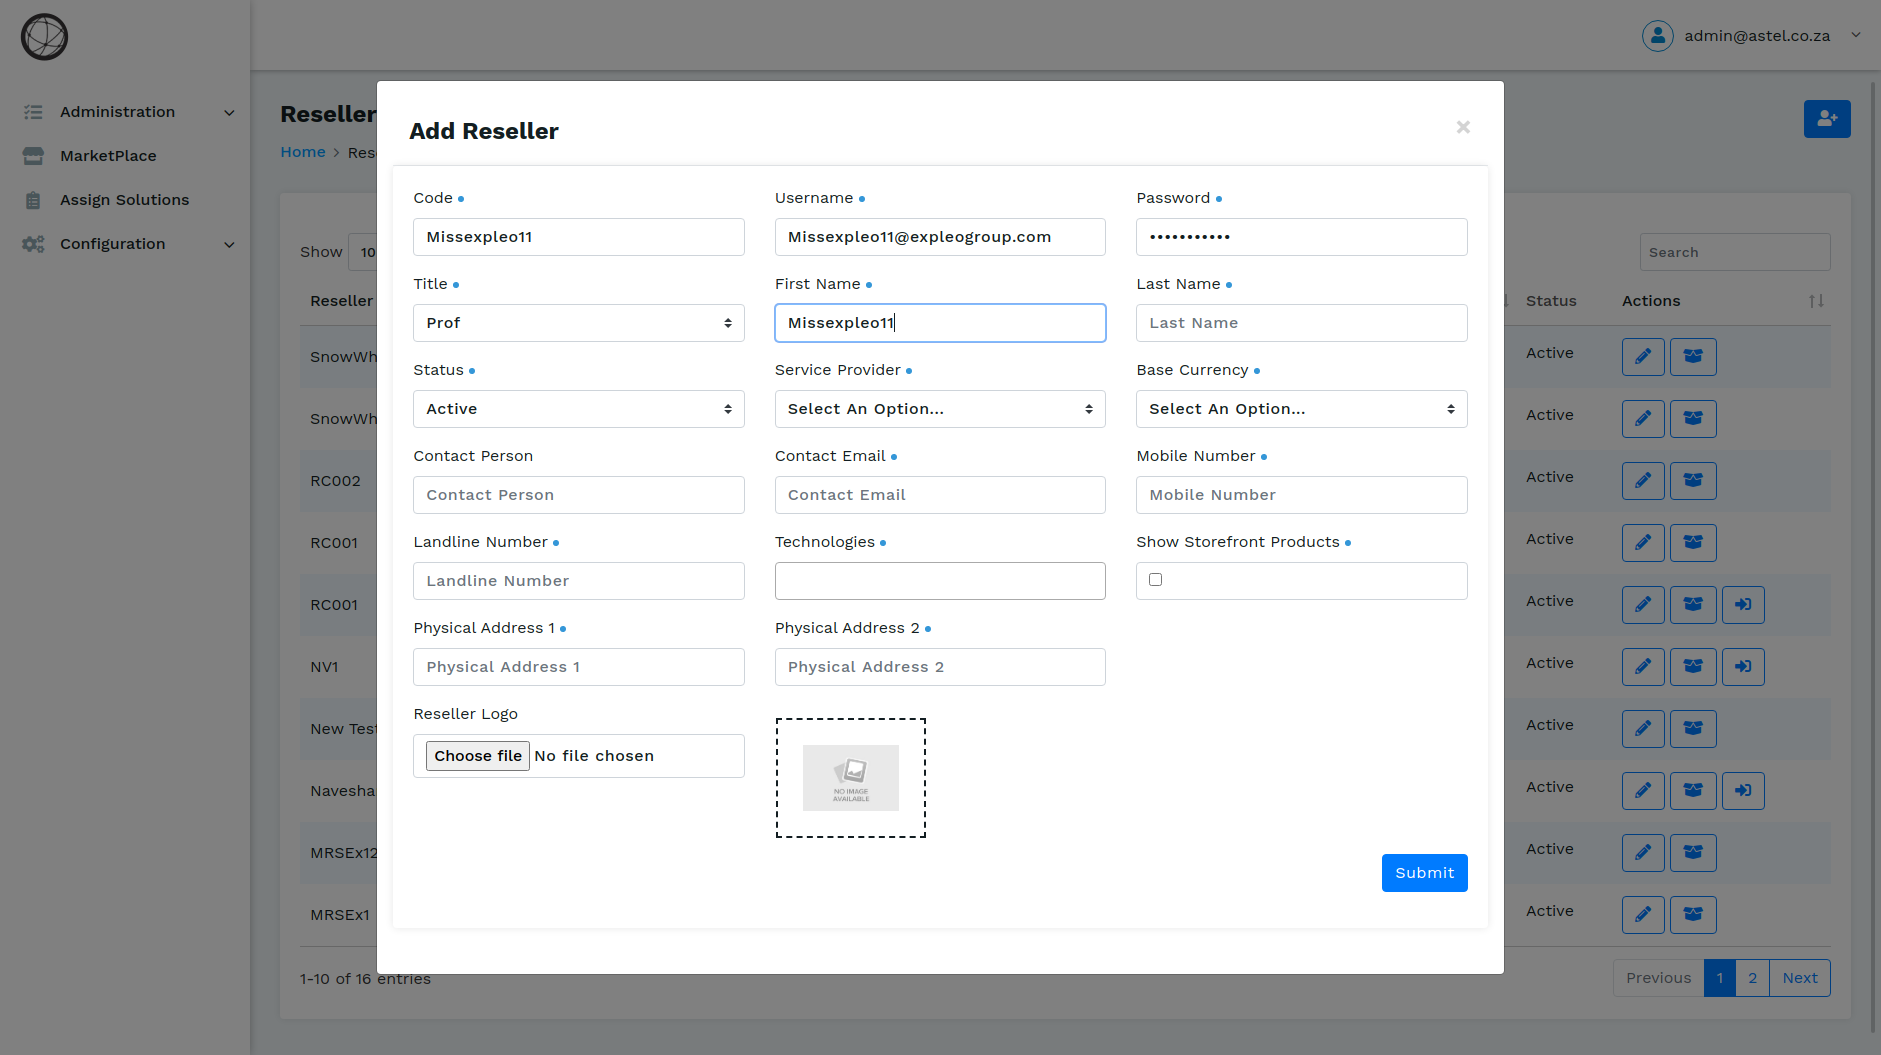 admin@astel.co.za
Administration
MarketPlace
Assign Solutions
Configuration
Reseller
Home > Rese
Show 10
Search
Reseller
Status
Actions
SnowWh
Active
SnowWh
Active
RC002
Active
RC001
Active
RC001
Active
NV1
Active
New Test
Active
Navesha
Active
MRSEx12
Active
MRSEx1
Active
1-10 of 16 entries
Previous 1 2 Next
Add Reseller
×
Code
Username
Password
Missexpleo11
Missexpleo11@expleogroup.com
•••••••••••
Title
First Name
Last Name
Prof
Missexpleo11
Last Name
Status
Service Provider
Base Currency
Active
Select An Option...
Select An Option...
Contact Person
Contact Email
Mobile Number
Contact Person
Contact Email
Mobile Number
Landline Number
Technologies
Show Storefront Products
Landline Number
Physical Address 1
Physical Address 2
Physical Address 1
Physical Address 2
Reseller Logo
Choose file No file chosen
NO IMAGE
AVAILABLE
Submit